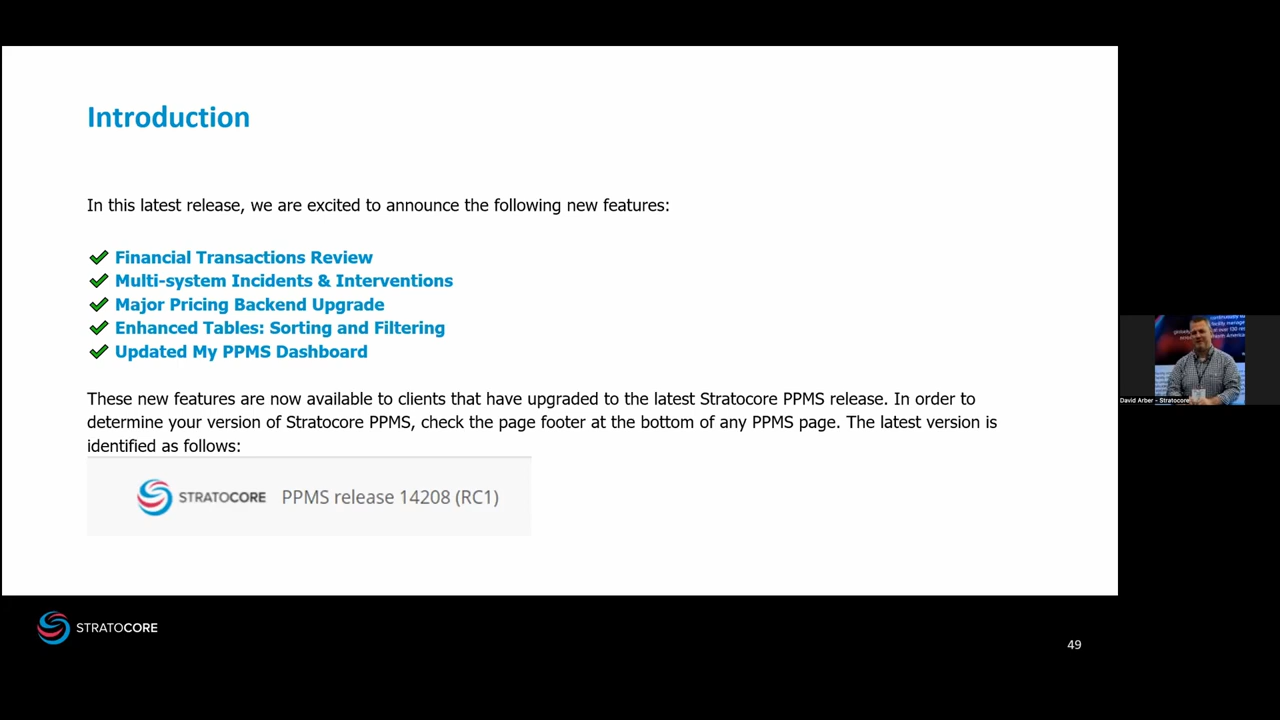 Introduction
In this latest release, we are excited to announce the following new features:
Financial Transactions Review
Multi-system Incidents & Interventions
Major Pricing Backend Upgrade
Enhanced Tables: Sorting and Filtering
Updated My PPMS Dashboard
These new features are now available to clients that have upgraded to the latest Stratocore PPMS release. In order to
determine your version of Stratocore PPMS, check the page footer at the bottom of any PPMS page. The latest version is
identified as follows:
STRATOCORE PPMS release 14208 (RC1)
David Arber - Stratocore
STRATOCORE
49